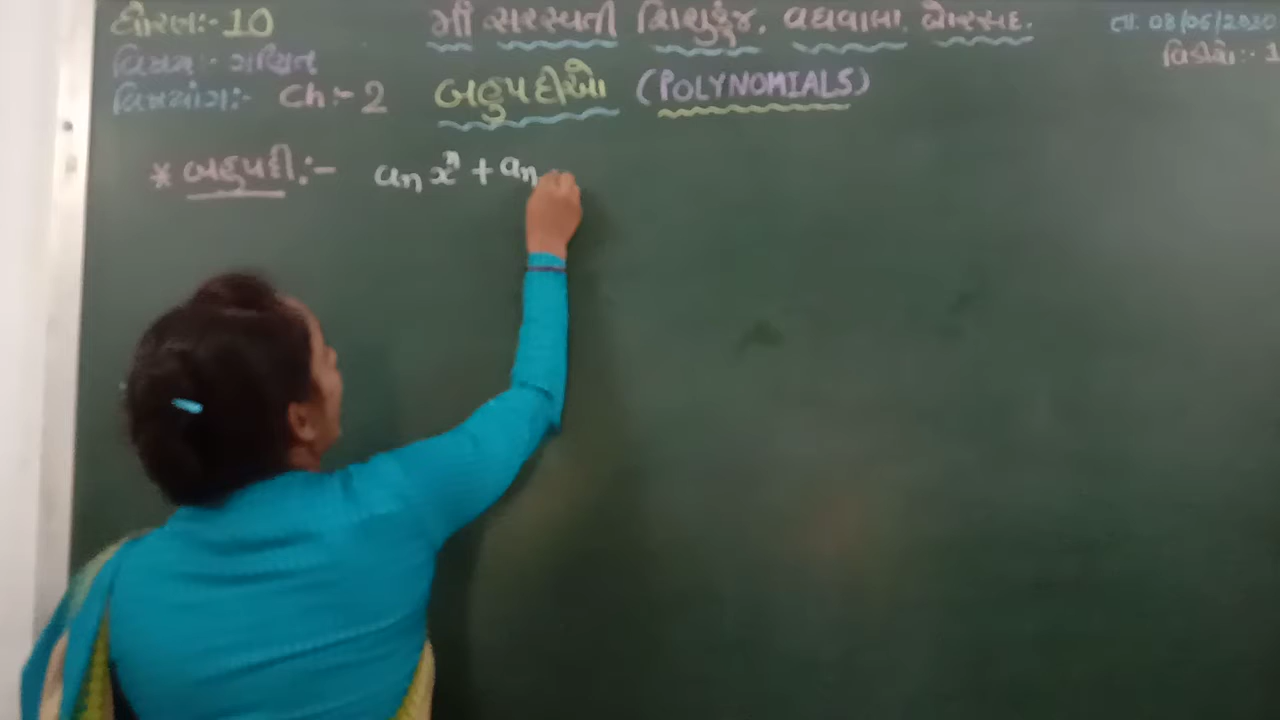 ધોરણ:- 10 માઁ સરસ્વતી શિશુકુંજ, વઘવાલા, બોરસદ. તા. 08/06/2020
વિષય:- ગણિત વિડીયો:- 1
વિષયાંગ:- Ch:- 2 બહુપદીઓ (POLYNOMIALS)
* બહુપદી:- aₙxⁿ + aₙ